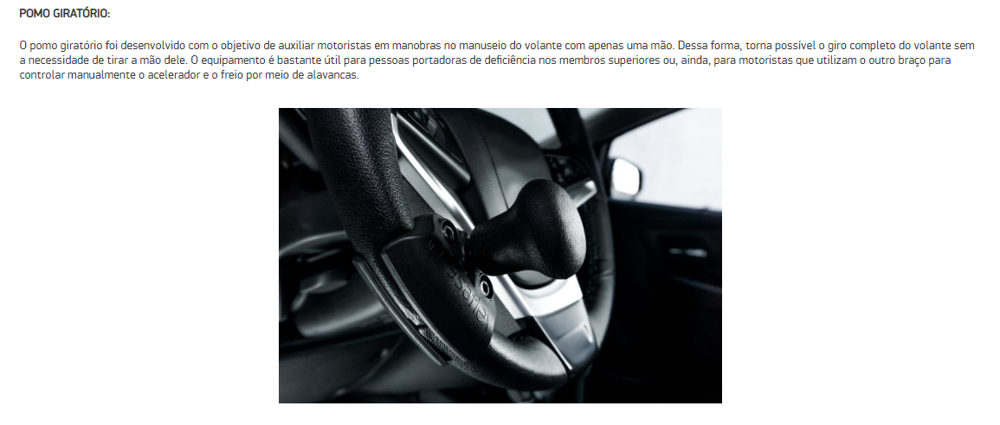 POMO GIRATÓRIO:
O pomo giratório foi desenvolvido com o objetivo de auxiliar motoristas em manobras no manuseio do volante com apenas uma mão. Dessa forma, torna possível o giro completo do volante sem
a necessidade de tirar a mão dele. O equipamento é bastante útil para pessoas portadoras de deficiência nos membros superiores ou, ainda, para motoristas que utilizam o outro braço para
controlar manualmente o acelerador e o freio por meio de alavancas.